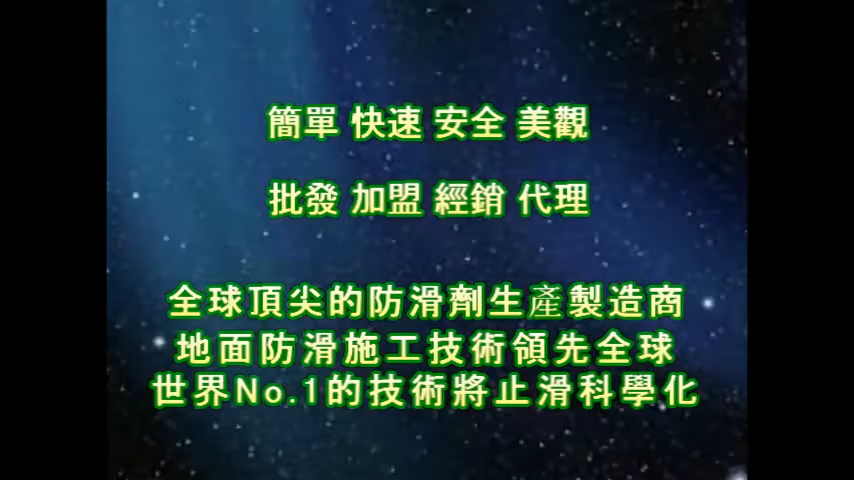 簡單 快速 安全 美觀
批發 加盟 經銷 代理
全球頂尖的防滑劑生產製造商
地面防滑施工技術領先全球
世界No.1的技術將止滑科學化